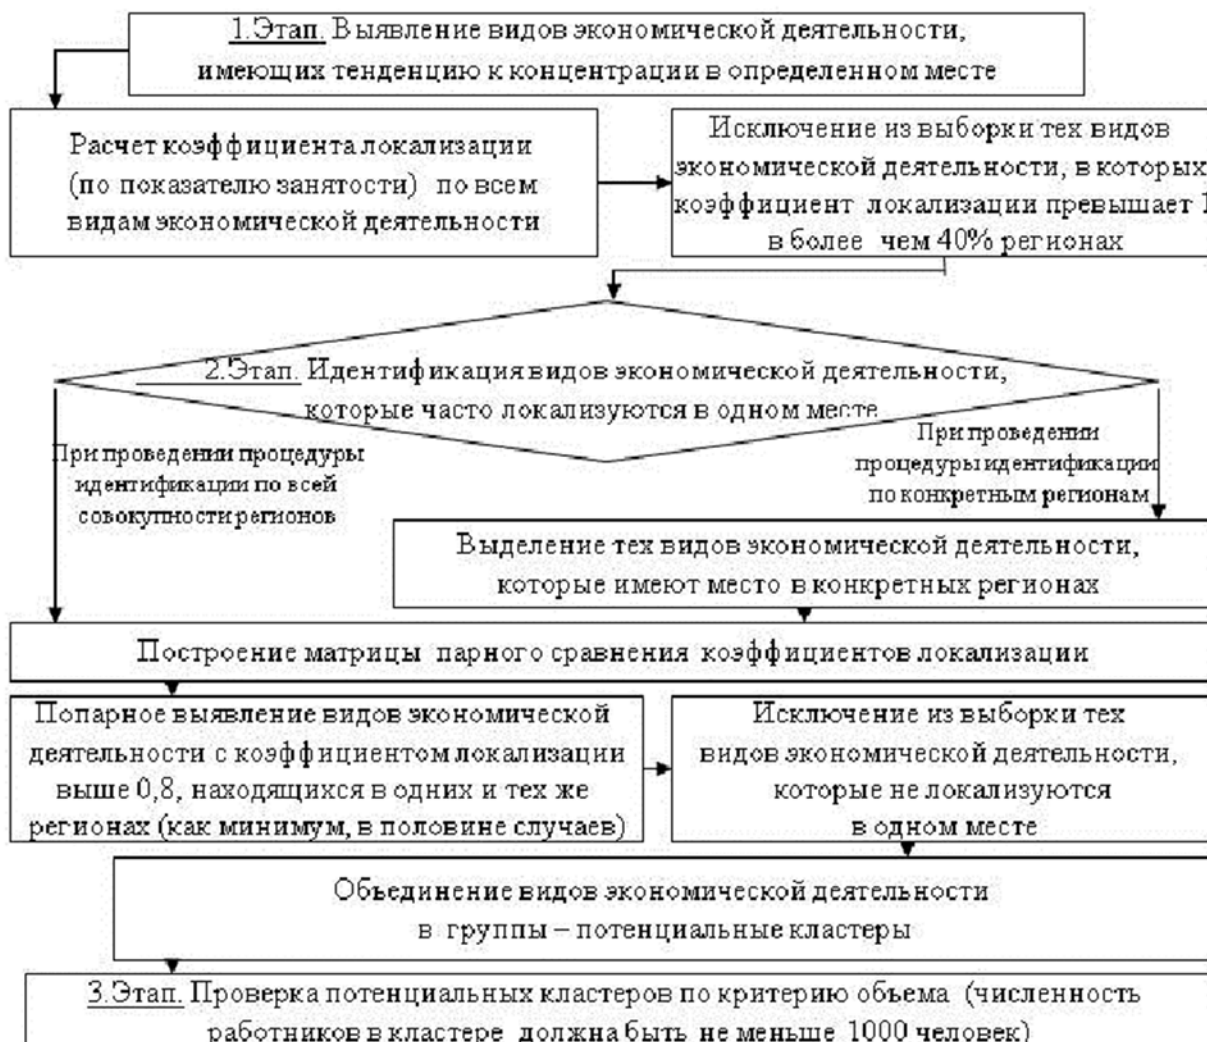 1.Этап. Выявление видов экономической деятельности,
имеющих тенденцию к концентрации в определенном месте
Расчет коэффициента локализации
(по показателю занятости) по всем
видам экономической деятельности
Исключение из выборки тех видов
экономической деятельности, в которых
коэффициент локализации превышает 1
в более чем 40% регионах
2.Этап. Идентификация видов экономической деятельности,
которые часто локализуются в одном месте
При проведении процедуры
идентификации по всей
совокупности регионов
При проведении
процедуры идентификации
по конкретным регионам
Выделение тех видов экономической деятельности,
которые имеют место в конкретных регионах
Построение матрицы парного сравнения коэффициентов локализации
Попарное выявление видов экономической
деятельности с коэффициентом локализации
выше 0,8, находящихся в одних и тех же
регионах (как минимум, в половине случаев)
Исключение из выборки тех
видов экономической деятельности,
которые не локализуются
в одном месте
Объединение видов экономической деятельности
в группы – потенциальные кластеры
3.Этап. Проверка потенциальных кластеров по критерию объема (численность
работников в кластере должна быть не меньше 1000 человек)